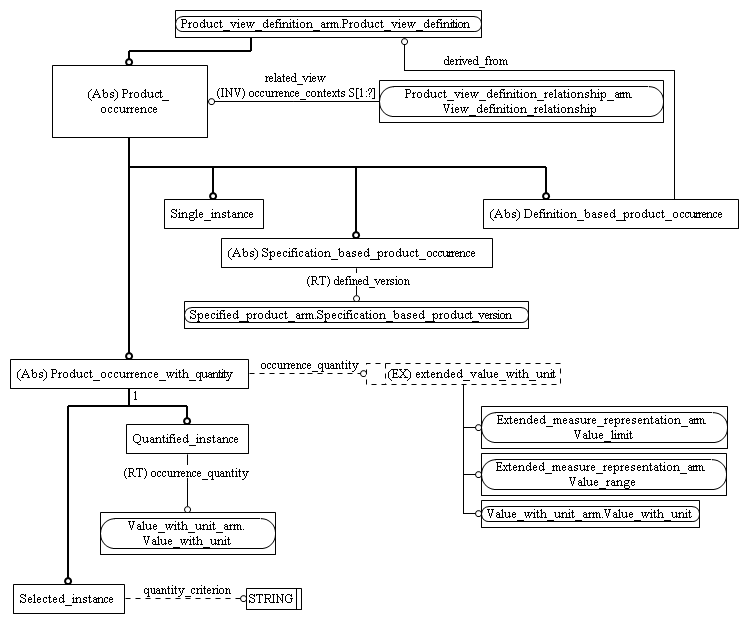 Product_view_definition_arm.Product_view_definition
derived_from
(Abs) Product_
occurrence
related_view
(INV) occurrence_contexts S[1:?]
Product_view_definition_relationship_arm.
View_definition_relationship
Single_instance
(Abs) Definition_based_product_occurrence
(Abs) Specification_based_product_occurrence
(RT) defined_version
Specified_product_arm.Specification_based_product_version
(Abs) Product_occurrence_with_quantity
occurrence_quantity
(EX) extended_value_with_unit
1
Quantified_instance
Extended_measure_representation_arm.
Value_limit
(RT) occurrence_quantity
Extended_measure_representation_arm.
Value_range
Value_with_unit_arm.
Value_with_unit
Value_with_unit_arm.Value_with_unit
Selected_instance
quantity_criterion
STRING